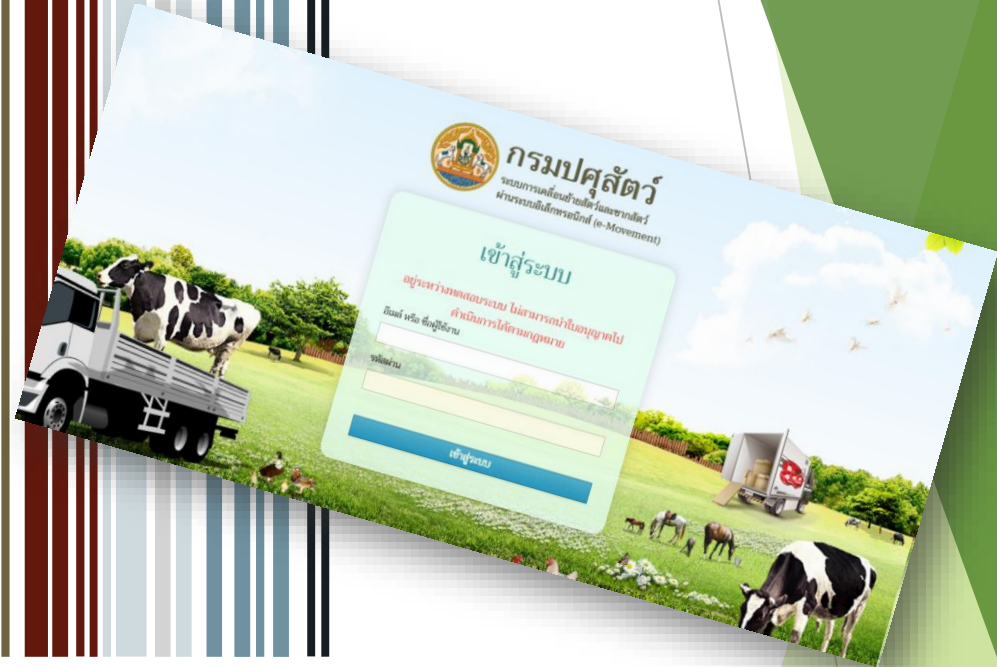 กรมปศุสัตว์
ระบบการเคลื่อนย้ายสัตว์และซากสัตว์
ผ่านระบบอิเล็กทรอนิกส์ (e-Movement)
เข้าสู่ระบบ
อยู่ระหว่างทดสอบระบบ ไม่สามารถนำใบอนุญาตไป
ดำเนินการได้ตามกฎหมาย
อีเมล์ หรือ ชื่อผู้ใช้งาน
รหัสผ่าน
เข้าสู่ระบบ